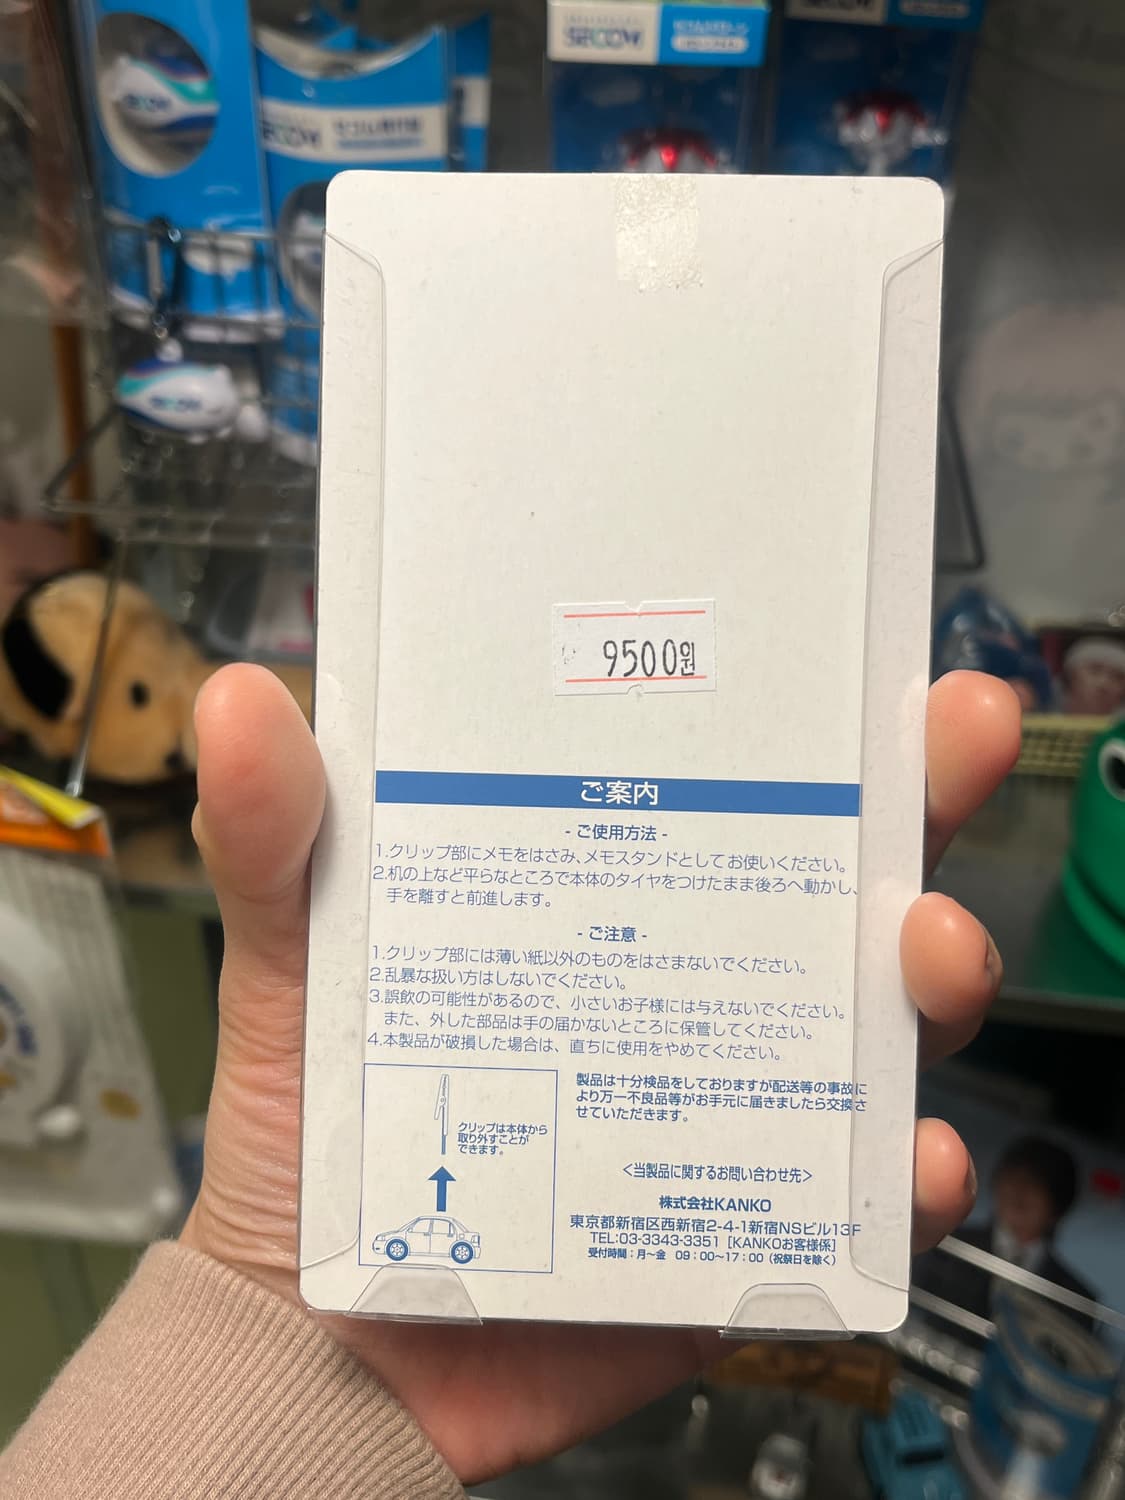 SECOM
SECOM
9500원
ご案内
- ご使用方法 -
1.クリップ部にメモをはさみ、メモスタンドとしてお使いください。
2.机の上など平らなところで本体のタイヤをつけたまま後ろへ動かし、
手を離すと前進します。
- ご注意 -
1.クリップ部には薄い紙以外のものをはさまないでください。
2.乱暴な扱い方はしないでください。
3.誤飲の可能性があるので、小さいお子様には与えないでください。
また、外した部品は手の届かないところに保管してください。
4.本製品が破損した場合は、直ちに使用をやめてください。
クリップは本体から
取り外すことが
できます。
製品は十分検品をしておりますが配送等の事故に
より万一不良品等がお手元に届きましたら交換さ
せていただきます。
<当製品に関するお問い合わせ先>
株式会社KANKO
東京都新宿区西新宿2-4-1新宿NSビル13F
TEL:03-3343-3351 [KANKOお客様係]
受付時間:月～金 09:00～17:00 (祝祭日を除く)